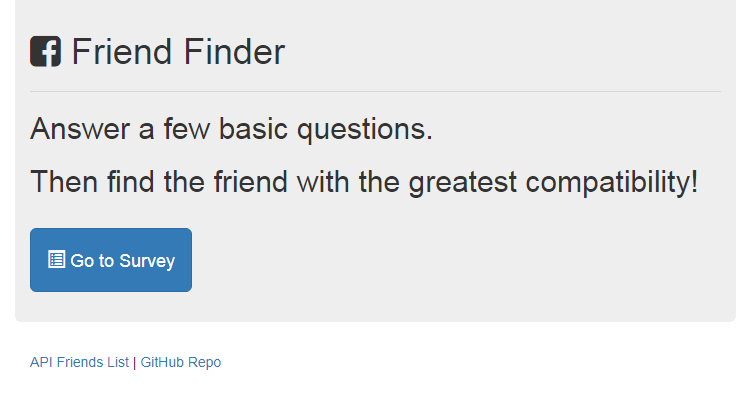 Friend Finder
Answer a few basic questions.
Then find the friend with the greatest compatibility!
Go to Survey
API Friends List | GitHub Repo